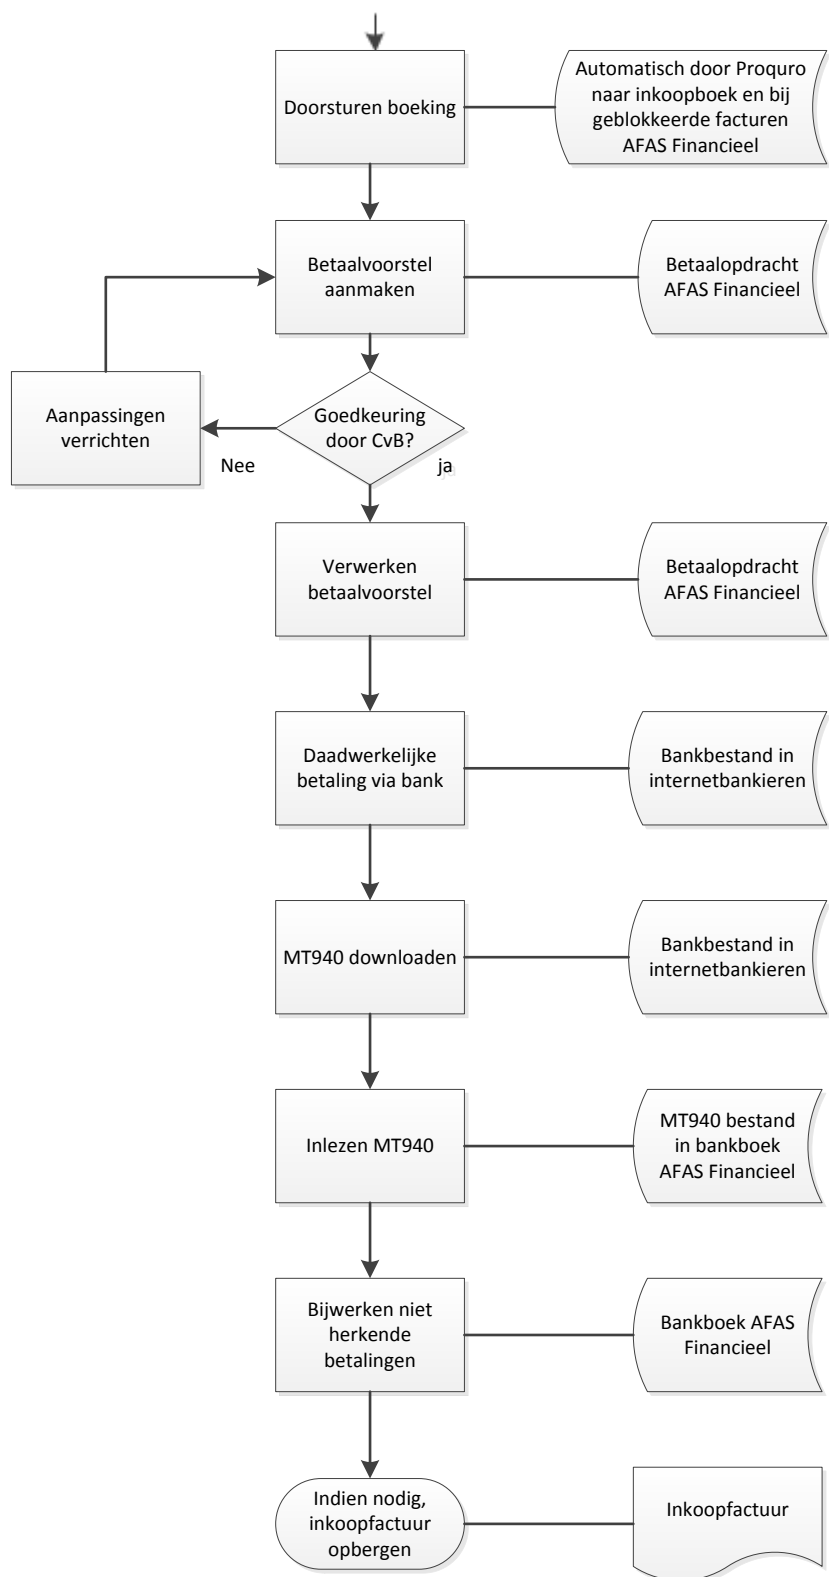 Doorsturen boeking
Automatisch door Proquro
naar inkoopboek en bij
geblokkeerde facturen
AFAS Financieel
Betaalvoorstel
aanmaken
Betaalopdracht
AFAS Financieel
Aanpassingen
verrichten
Goedkeuring
door CvB?
Nee
ja
Verwerken
betaalvoorstel
Betaalopdracht
AFAS Financieel
Daadwerkelijke
betaling via bank
Bankbestand in
internetbankieren
MT940 downloaden
Bankbestand in
internetbankieren
Inlezen MT940
MT940 bestand
in bankboek
AFAS Financieel
Bijwerken niet
herkende
betalingen
Bankboek AFAS
Financieel
Indien nodig,
inkoopfactuur
opbergen
Inkoopfactuur